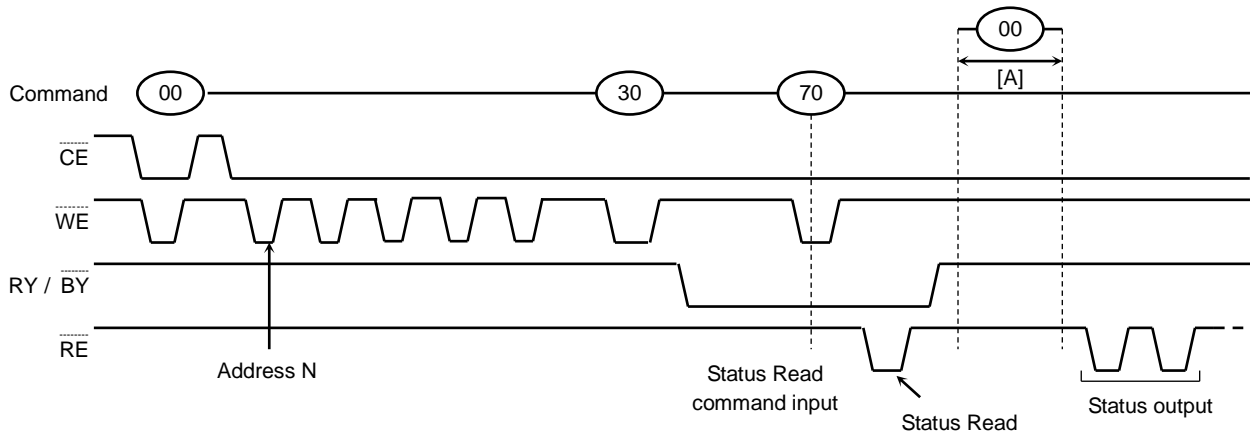 00
[A]
Command 00 30 70
CE
WE
RY / BY
RE
Address N
Status Read
command input
Status Read
Status output